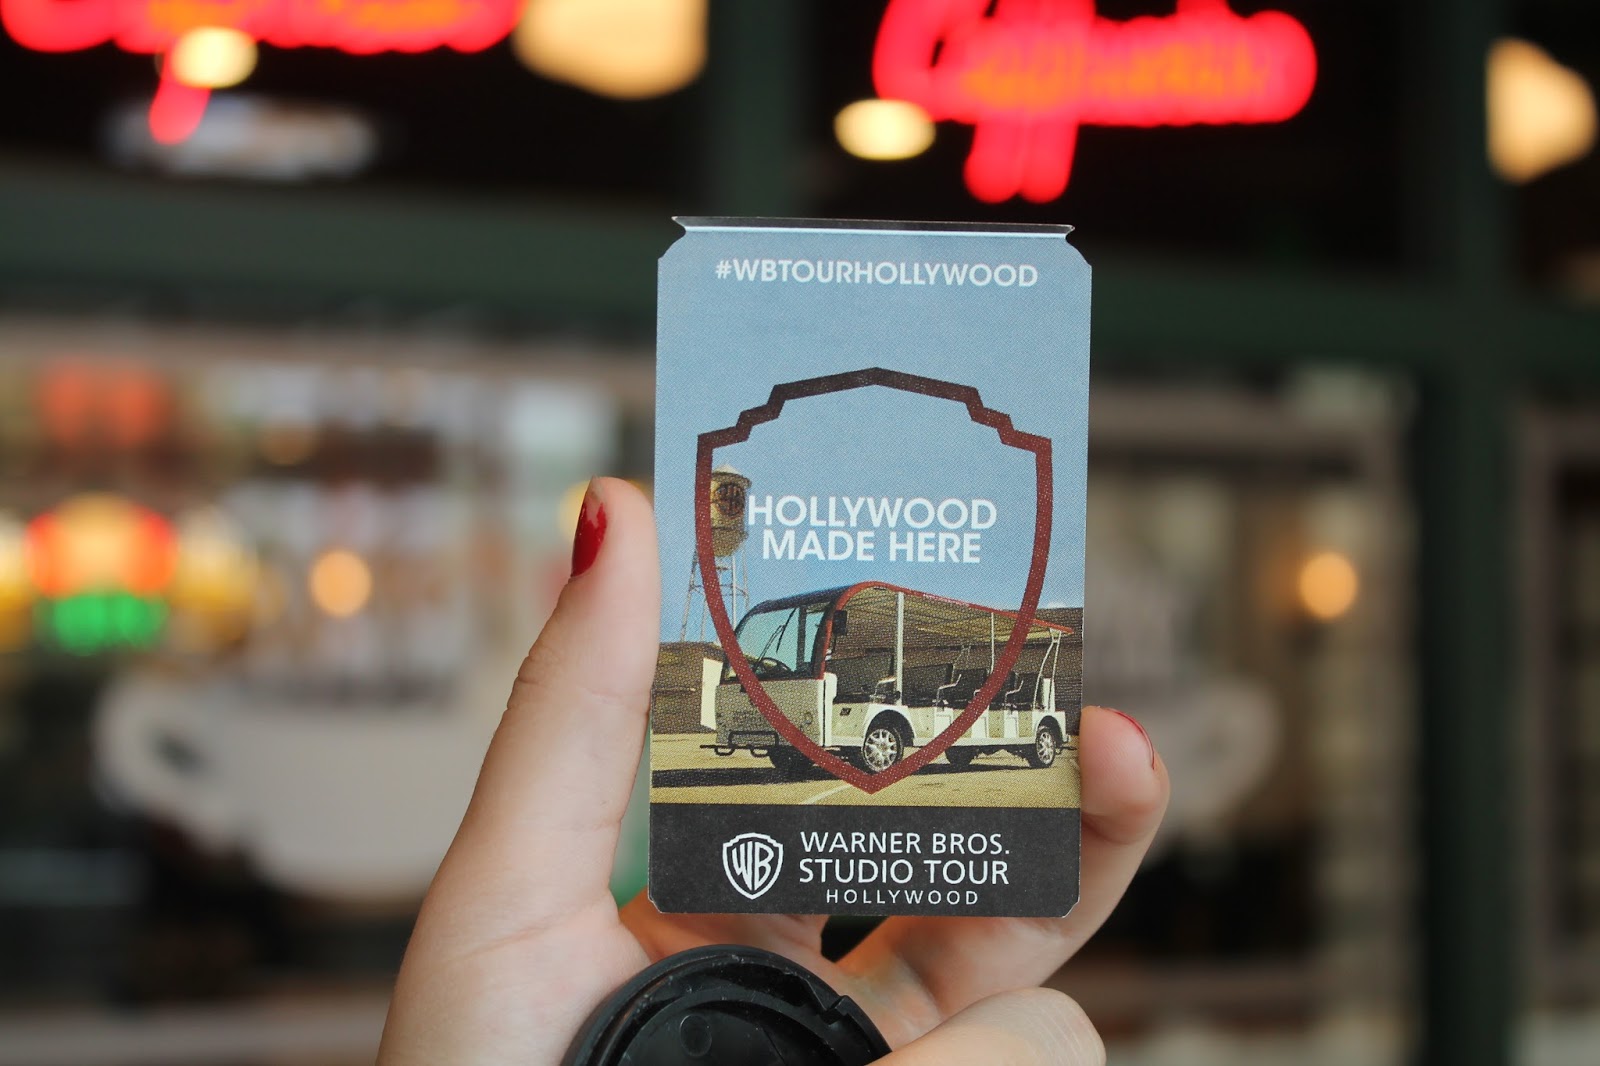 #WBTOURHOLLYWOOD
HOLLYWOOD
MADE HERE
WB
WARNER BROS.
STUDIO TOUR
HOLLYWOOD